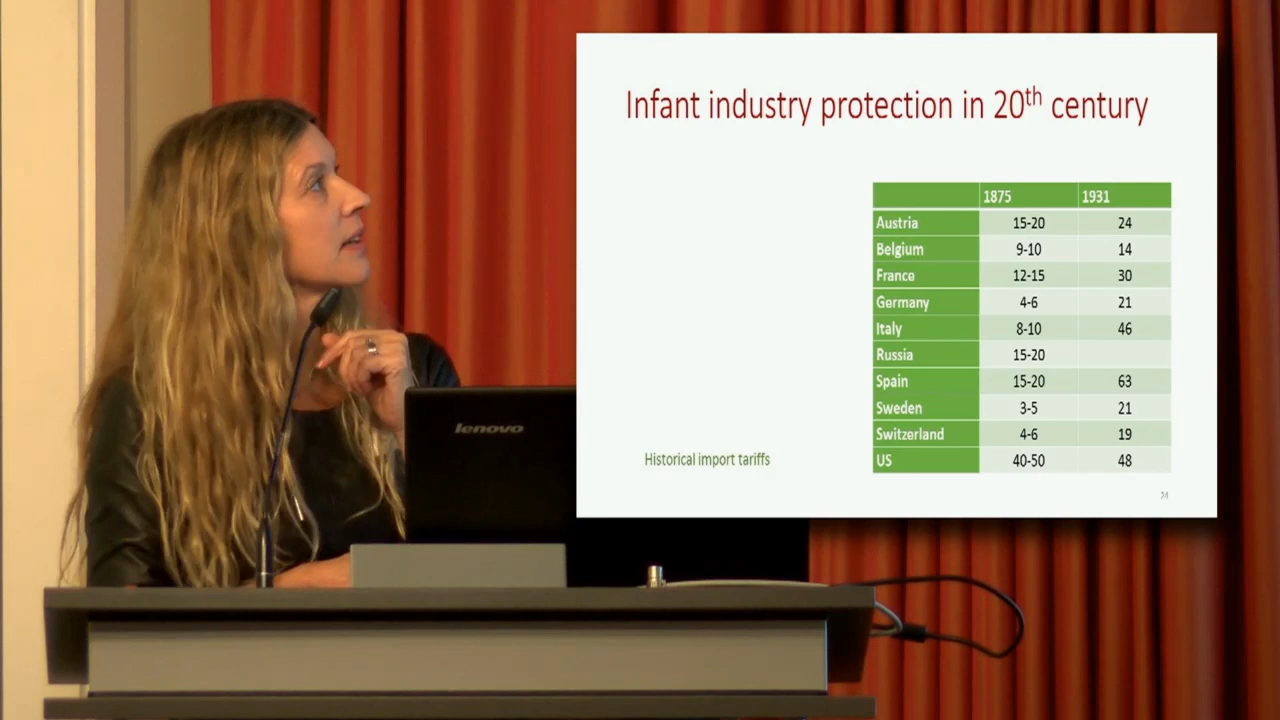 Infant industry protection in 20th century
1875 1931
Austria 15-20 24
Belgium 9-10 14
France 12-15 30
Germany 4-6 21
Italy 8-10 46
Russia 15-20
Spain 15-20 63
Sweden 3-5 21
Switzerland 4-6 19
US 40-50 48
Historical import tariffs
24
lenovo